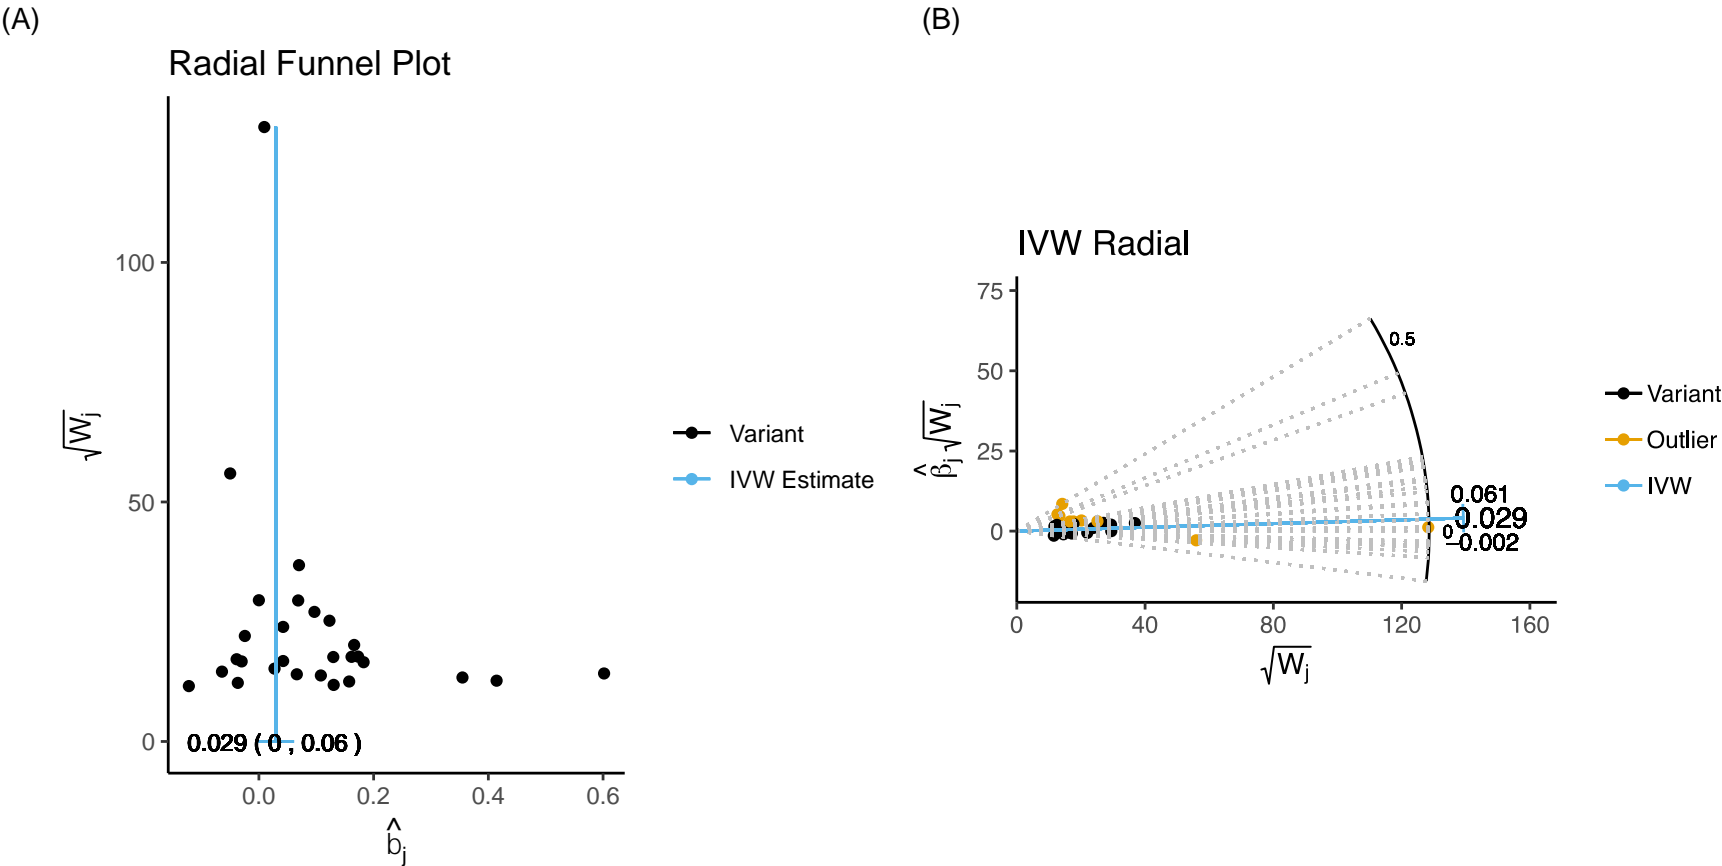 (A)
Radial Funnel Plot
100
50
0
√Wj
0.029 ( 0 , 0.06 )
0.0 0.2 0.4 0.6
b̂j
Variant
IVW Estimate
(B)
IVW Radial
75
50
25
0
β̂j √Wj
0.5
0.061
0.029
0
−0.002
0 40 80 120 160
√Wj
Variant
Outlier
IVW